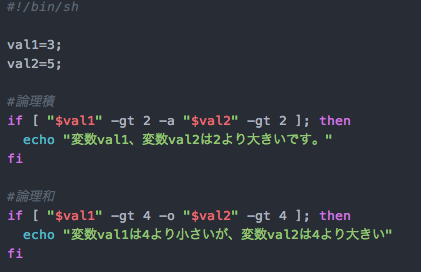 #!/bin/sh
val1=3;
val2=5;
#論理積
if [ "$val1" -gt 2 -a "$val2" -gt 2 ]; then
echo "変数val1、変数val2は2より大きいです。"
fi
#論理和
if [ "$val1" -gt 4 -o "$val2" -gt 4 ]; then
echo "変数val1は4より小さいが、変数val2は4より大きい"
fi